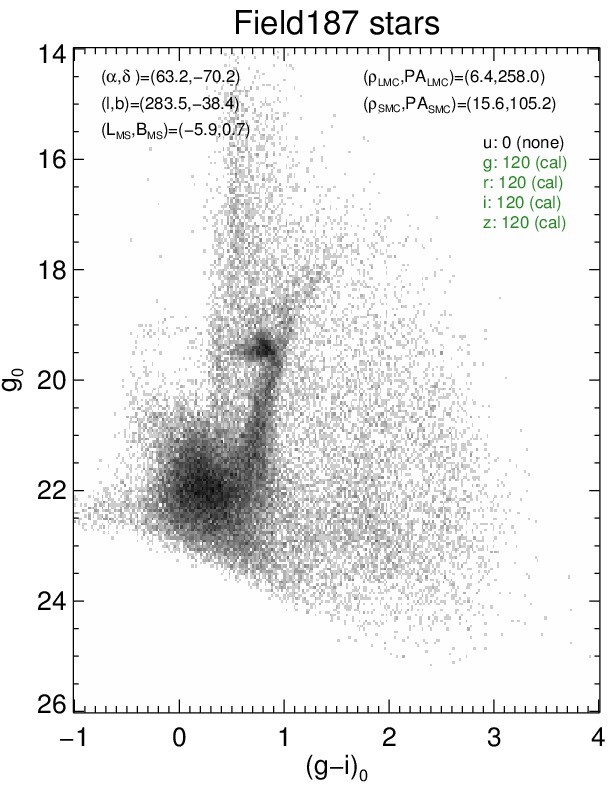 Field187 stars
14
(α,δ )=(63.2,−70.2)
(ρLMC,PALMC)=(6.4,258.0)
(l,b)=(283.5,−38.4)
(ρSMC,PASMC)=(15.6,105.2)
(LMS,BMS)=(−5.9,0.7)
u: 0 (none)
16
g: 120 (cal)
r: 120 (cal)
i: 120 (cal)
z: 120 (cal)
18
g0
20
22
24
26
−1 0 1 2 3 4
(g−i)0